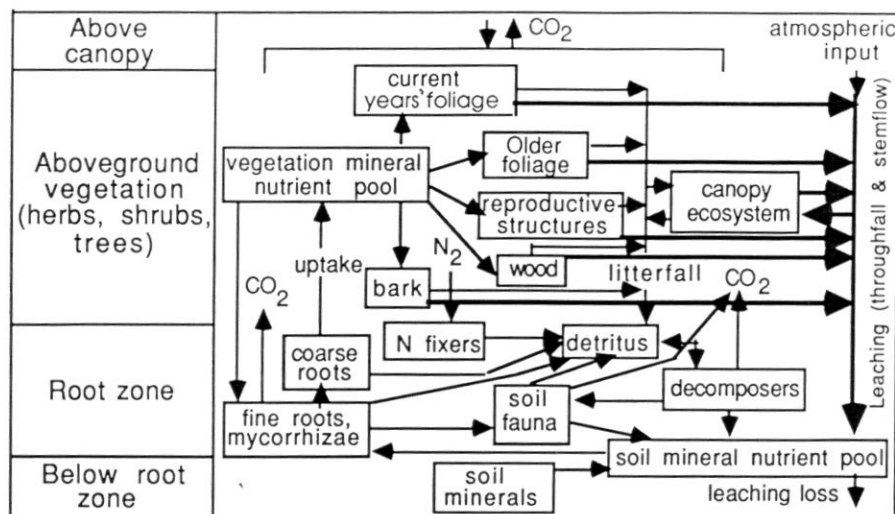 Above
canopy
CO2
atmospheric
input
current
years' foliage
Aboveground
vegetation
(herbs, shrubs,
trees)
vegetation mineral
nutrient pool
Older
foliage
reproductive
structures
canopy
ecosystem
wood
uptake
N2
bark
litterfall
CO2
CO2
Leaching (throughfall & stemflow)
Root zone
coarse
roots
N fixers
detritus
decomposers
fine roots,
mycorrhizae
soil
fauna
soil mineral nutrient pool
Below root
zone
soil
minerals
leaching loss